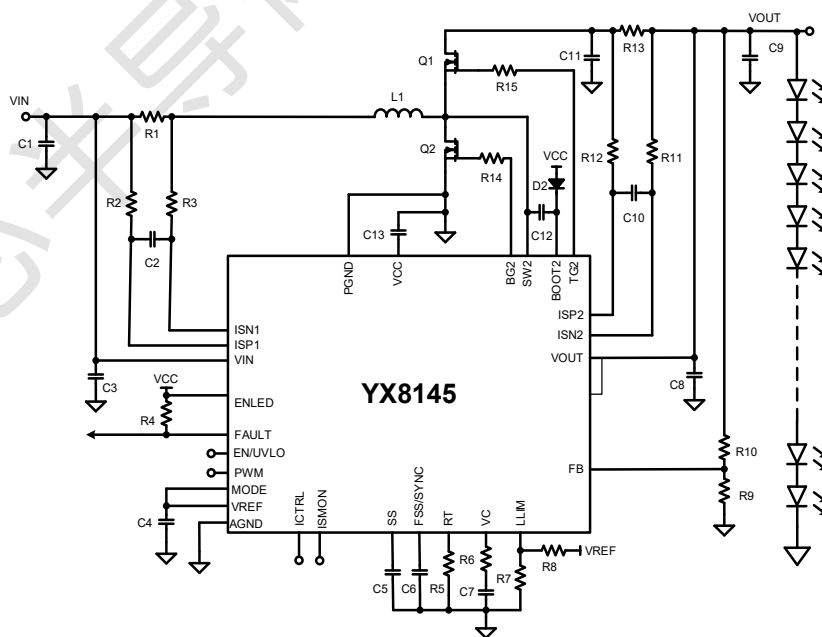 VOUT
Q1
C11
R13
C9
R15
VIN
L1
R1
C1
Q2
R14
VCC
D2
R12
R11
R2
R3
C2
C13
C12
C10
PGND
VCC
BG2
SW2
BOOT2
TG2
ISP2
ISN2
VOUT
ISN1
ISP1
VIN
C3
C8
YX8145
VCC
R4
ENLED
FAULT
EN/UVLO
PWM
MODE
VREF
AGND
C4
FB
R10
R9
ICTRL
ISMON
SS
FSS/SYNC
RT
VC
LLIM
C5
C6
R5
R6
C7
R7
R8
VREF